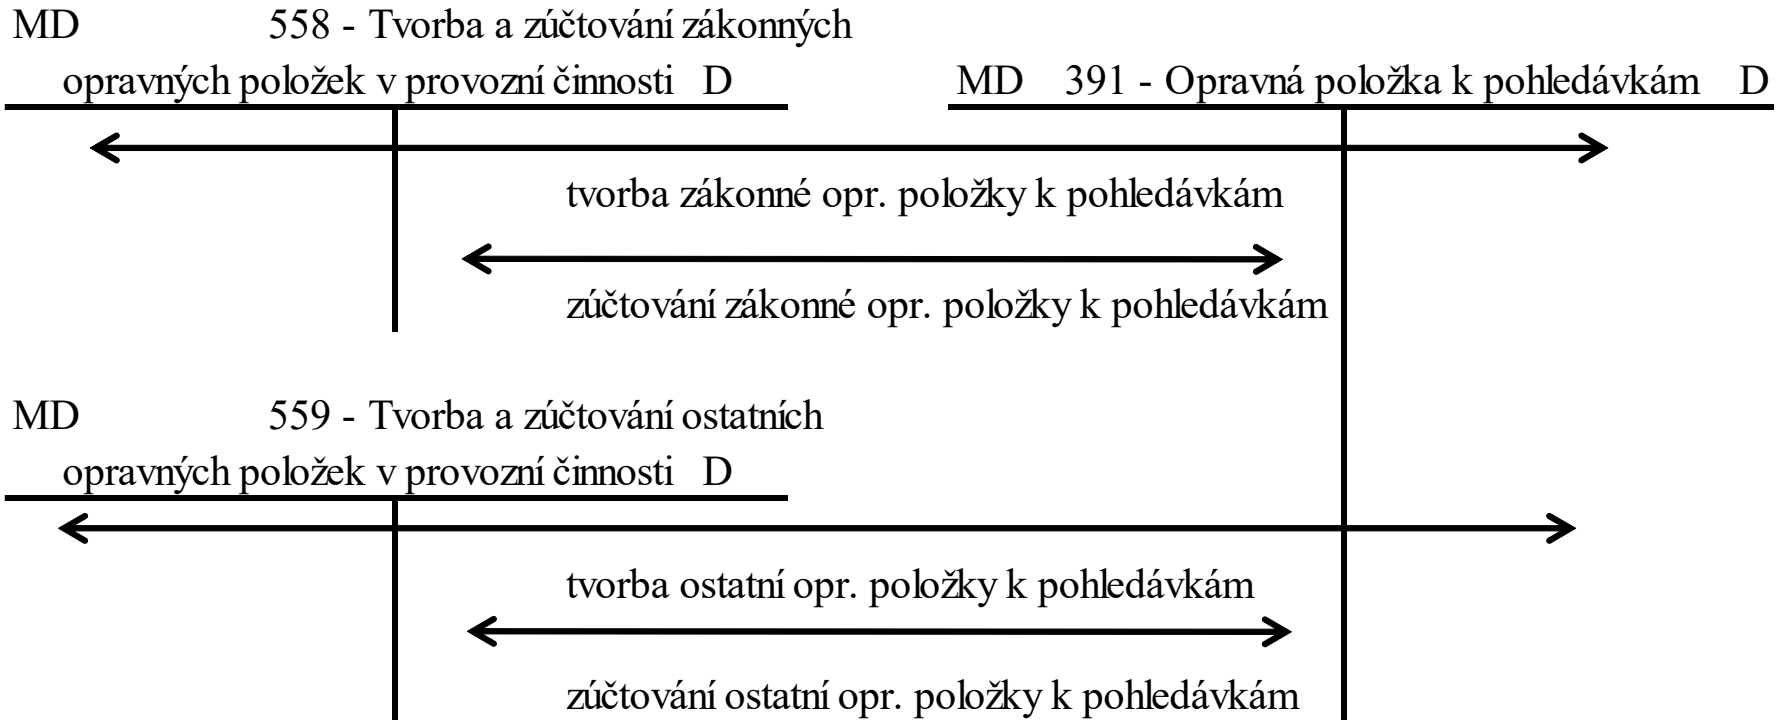 MD 558 - Tvorba a zúčtování zákonných
opravných položek v provozní činnosti D
MD 391 - Opravná položka k pohledávkám D
tvorba zákonné opr. položky k pohledávkám
zúčtování zákonné opr. položky k pohledávkám
MD 559 - Tvorba a zúčtování ostatních
opravných položek v provozní činnosti D
tvorba ostatní opr. položky k pohledávkám
zúčtování ostatní opr. položky k pohledávkám